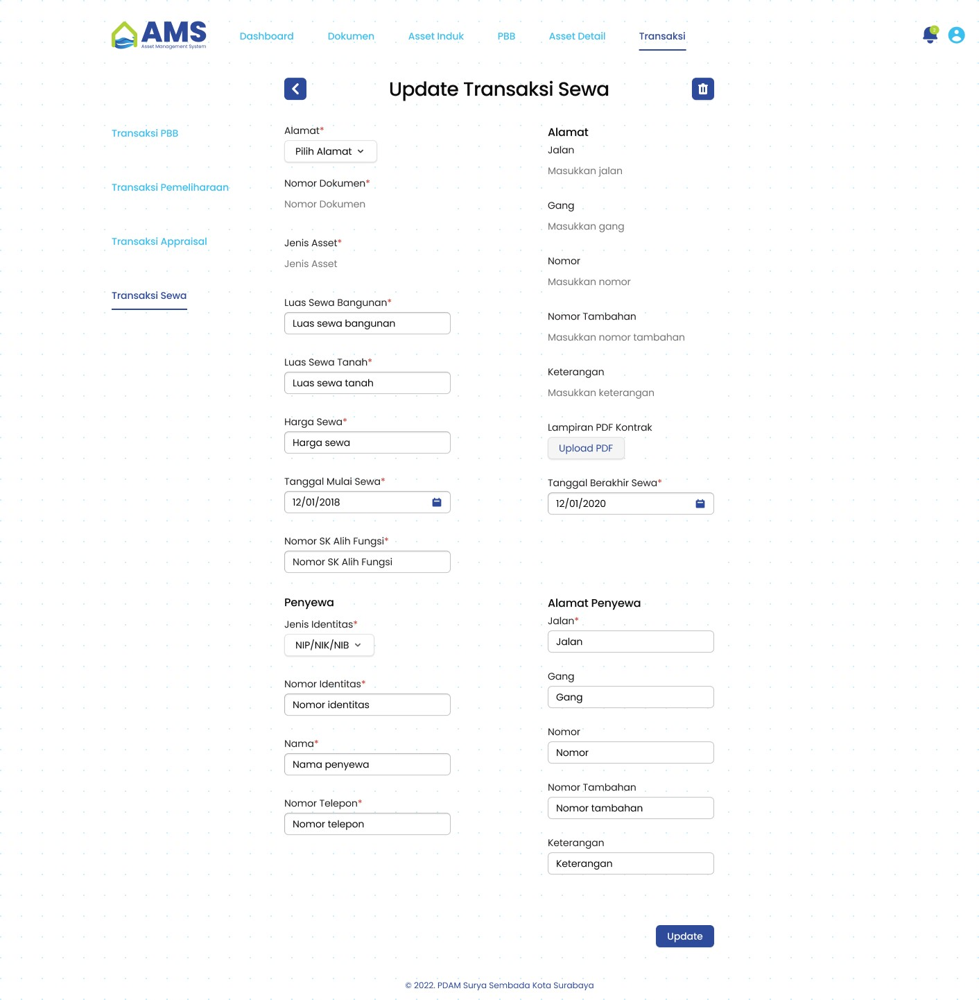 AMS
Asset Management System
Dashboard
Dokumen
Asset Induk
PBB
Asset Detail
Transaksi
2
Update Transaksi Sewa
Transaksi PBB
Transaksi Pemeliharaan
Transaksi Appraisal
Transaksi Sewa
Alamat*
Pilih Alamat
Nomor Dokumen*
Nomor Dokumen
Jenis Asset*
Jenis Asset
Luas Sewa Bangunan*
Luas sewa bangunan
Luas Sewa Tanah*
Luas sewa tanah
Harga Sewa*
Harga sewa
Tanggal Mulai Sewa*
12/01/2018
Nomor SK Alih Fungsi*
Nomor SK Alih Fungsi
Alamat
Jalan
Masukkan jalan
Gang
Masukkan gang
Nomor
Masukkan nomor
Nomor Tambahan
Masukkan nomor tambahan
Keterangan
Masukkan keterangan
Lampiran PDF Kontrak
Upload PDF
Tanggal Berakhir Sewa*
12/01/2020
Penyewa
Jenis Identitas*
NIP/NIK/NIB
Nomor Identitas*
Nomor identitas
Nama*
Nama penyewa
Nomor Telepon*
Nomor telepon
Alamat Penyewa
Jalan*
Jalan
Gang
Gang
Nomor
Nomor
Nomor Tambahan
Nomor tambahan
Keterangan
Keterangan
Update
© 2022. PDAM Surya Sembada Kota Surabaya